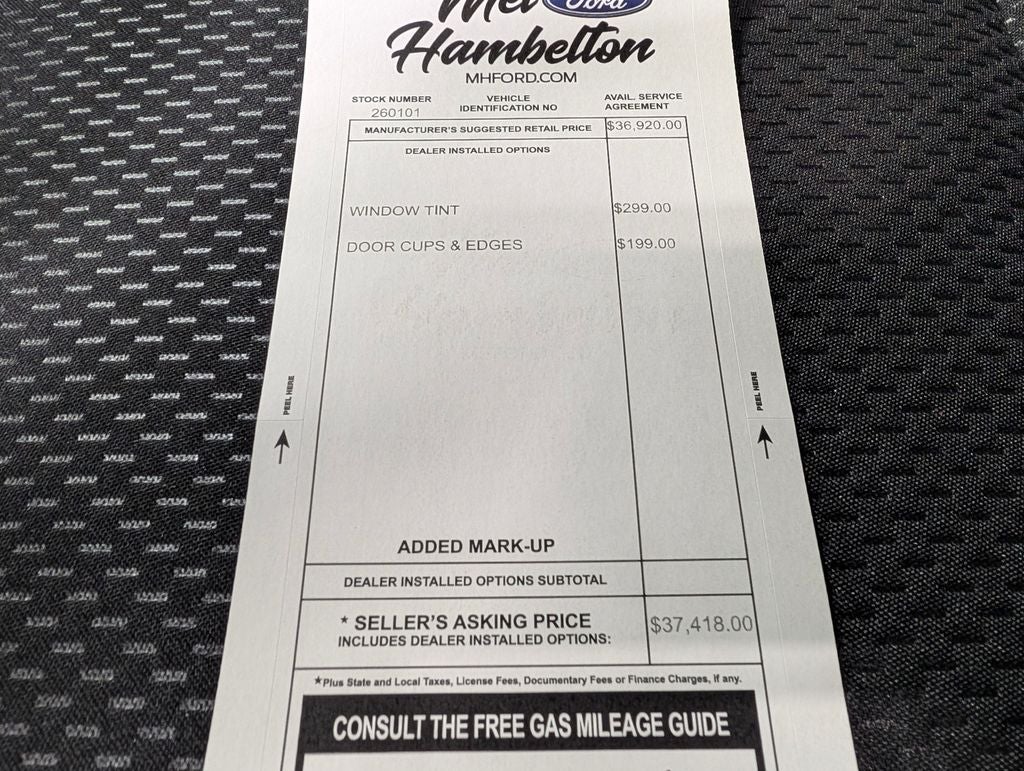 Mel Ford
Hambelton
MHFORD.COM
STOCK NUMBER VEHICLE IDENTIFICATION NO AVAIL. SERVICE AGREEMENT
260101
MANUFACTURER'S SUGGESTED RETAIL PRICE $36,920.00
DEALER INSTALLED OPTIONS
WINDOW TINT $299.00
DOOR CUPS & EDGES $199.00
PEEL HERE PEEL HERE
ADDED MARK-UP
DEALER INSTALLED OPTIONS SUBTOTAL
* SELLER'S ASKING PRICE $37,418.00
INCLUDES DEALER INSTALLED OPTIONS:
*Plus State and Local Taxes, License Fees, Documentary Fees or Finance Charges, if any.
CONSULT THE FREE GAS MILEAGE GUIDE